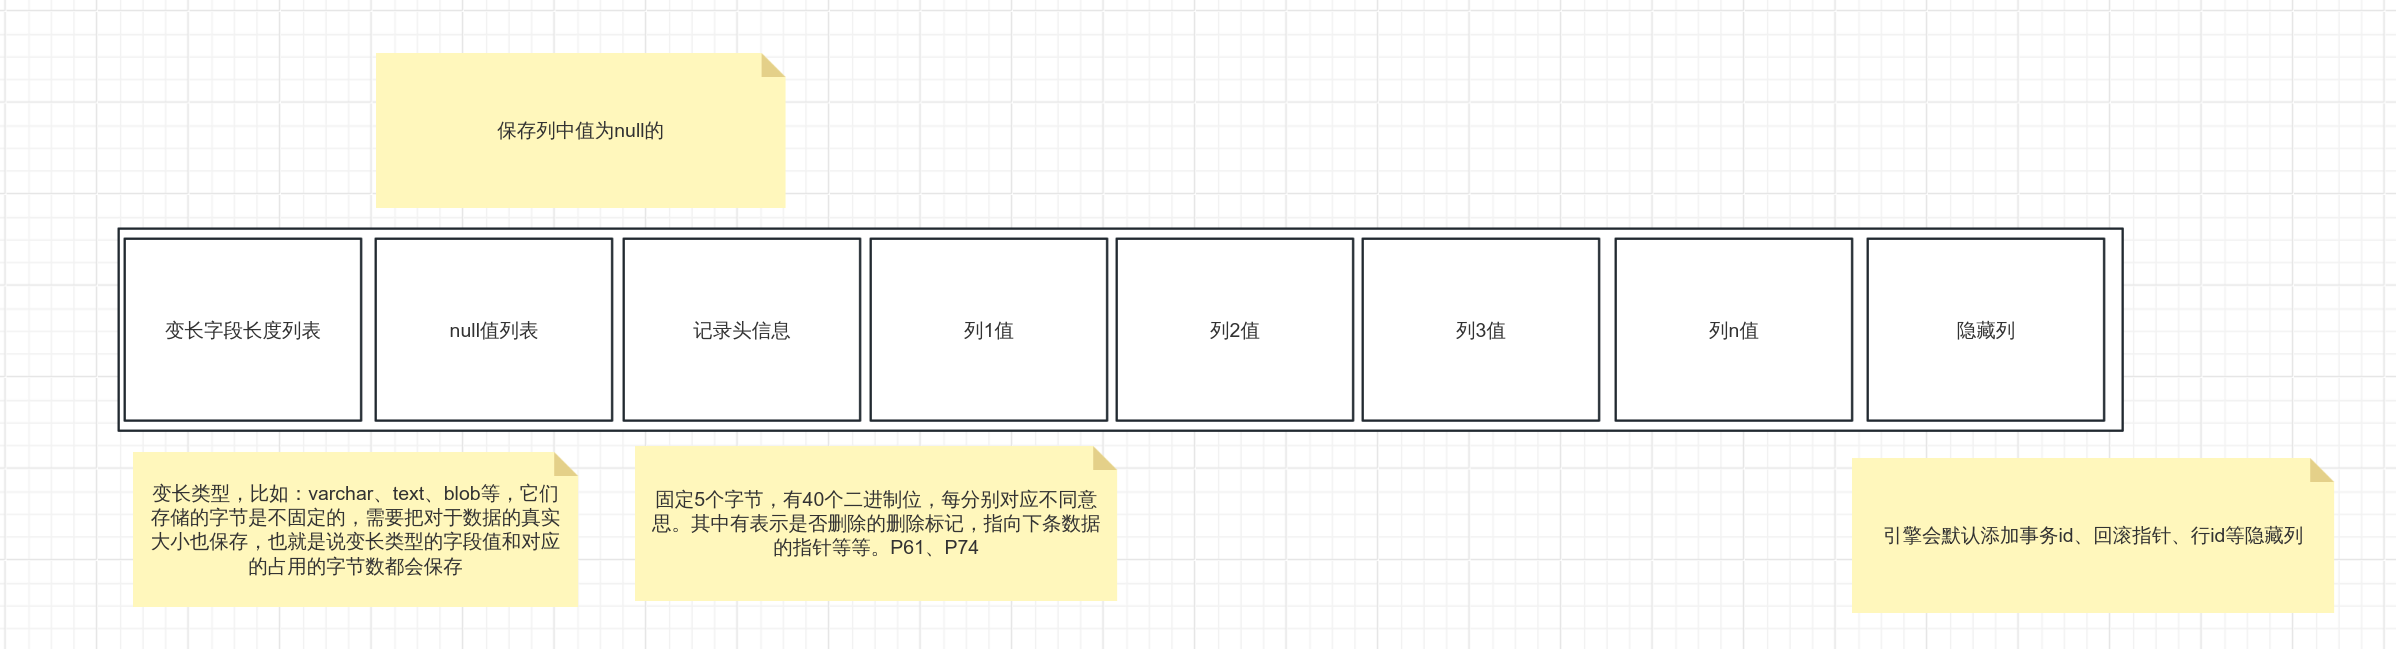 保存列中值为null的
变长字段长度列表
null值列表
记录头信息
列1值
列2值
列3值
列n值
隐藏列
变长类型，比如：varchar、text、blob等，它们
存储的字节是不固定的，需要把对于数据的真实
大小也保存，也就是说变长类型的字段值和对应
的占用的字节数都会保存
固定5个字节，有40个二进制位，每分别对应不同意
思。其中有表示是否删除的删除标记，指向下条数据
的指针等等。P61、P74
引擎会默认添加事务id、回滚指针、行id等隐藏列